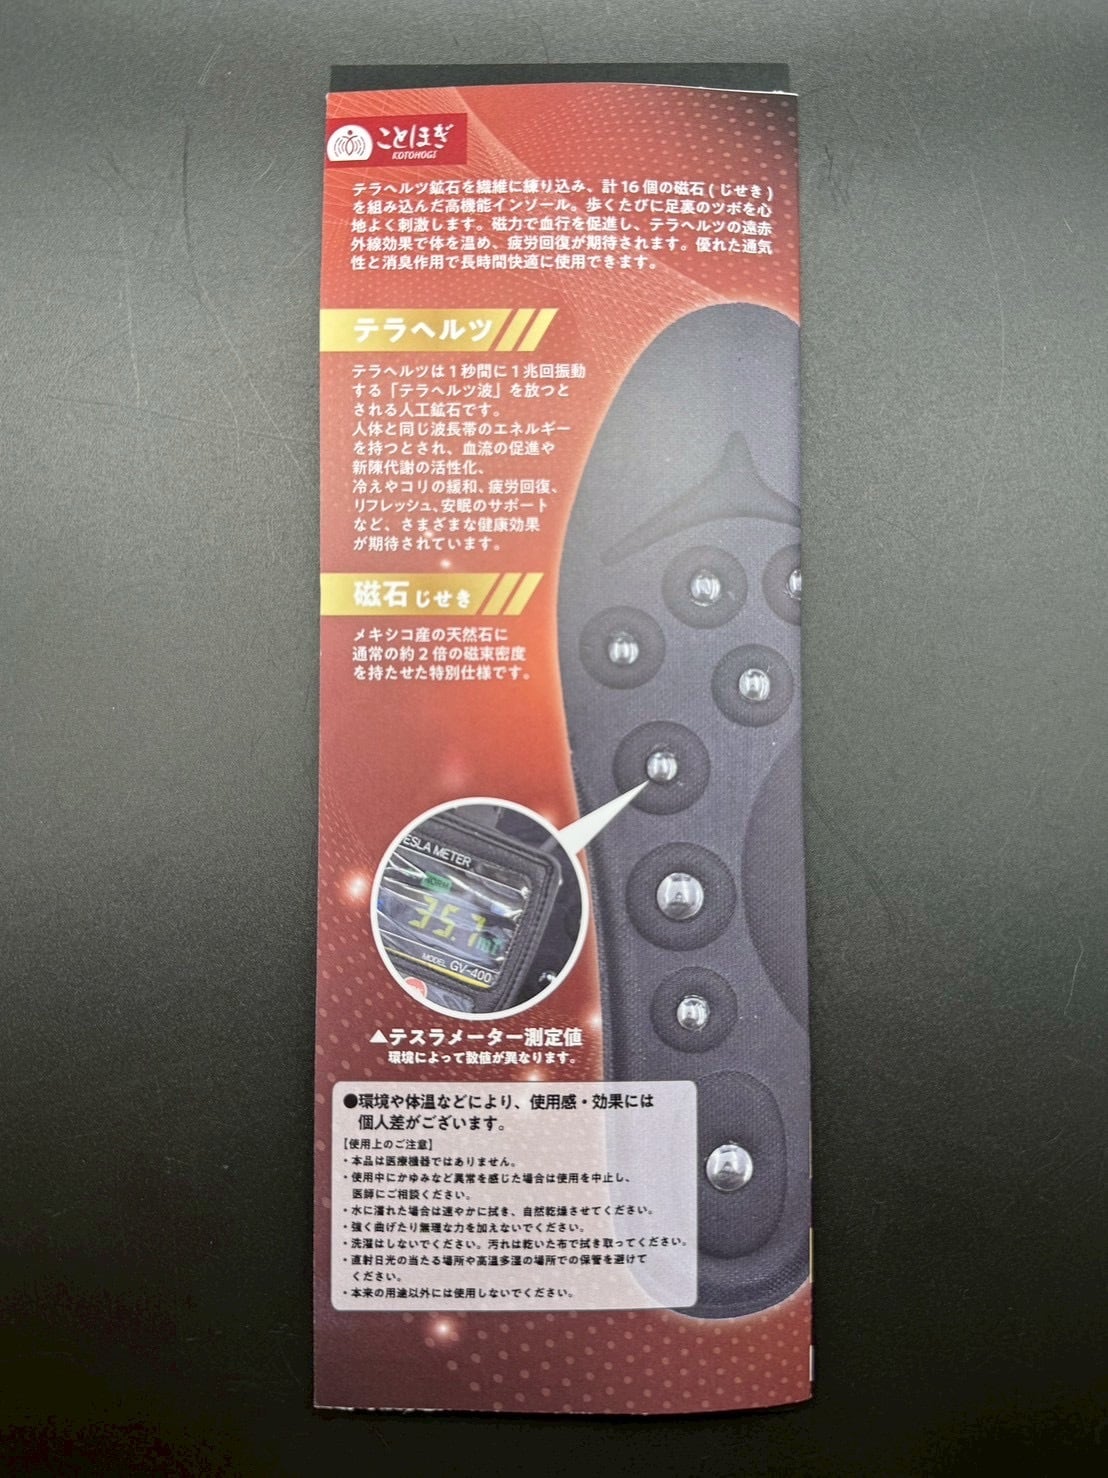 ことほぎ
KOTOHOGI
テラヘルツ鉱石を繊維に練り込み、計16個の磁石(じせき)
を組み込んだ高機能インソール。歩くたびに足裏のツボを心
地よく刺激します。磁力で血行を促進し、テラヘルツの遠赤
外線効果で体を温め、疲労回復が期待されます。優れた通気
性と消臭作用で長時間快適に使用できます。
テラヘルツ
テラヘルツは1秒間に1兆回振動
する「テラヘルツ波」を放つと
される人工鉱石です。
人体と同じ波長帯のエネルギー
を持つとされ、血流の促進や
新陳代謝の活性化、
冷えやコリの緩和、疲労回復、
リフレッシュ、安眠のサポート
など、さまざまな健康効果
が期待されています。
磁石じせき
メキシコ産の天然石に
通常の約2倍の磁束密度
を持たせた特別仕様です。
ESLA METER
NORM
35.7mT
MODEL GV-400
▲テスラメーター測定値
環境によって数値が異なります。
●環境や体温などにより、使用感・効果には
個人差がございます。
【使用上のご注意】
・本品は医療機器ではありません。
・使用中にかゆみなど異常を感じた場合は使用を中止し、
医師にご相談ください。
・水に濡れた場合は速やかに拭き、自然乾燥させてください。
・強く曲げたり無理な力を加えないでください。
・洗濯はしないでください。汚れは乾いた布で拭き取ってください。
・直射日光の当たる場所や高温多湿の場所での保管を避けて
ください。
・本来の用途以外には使用しないでください。